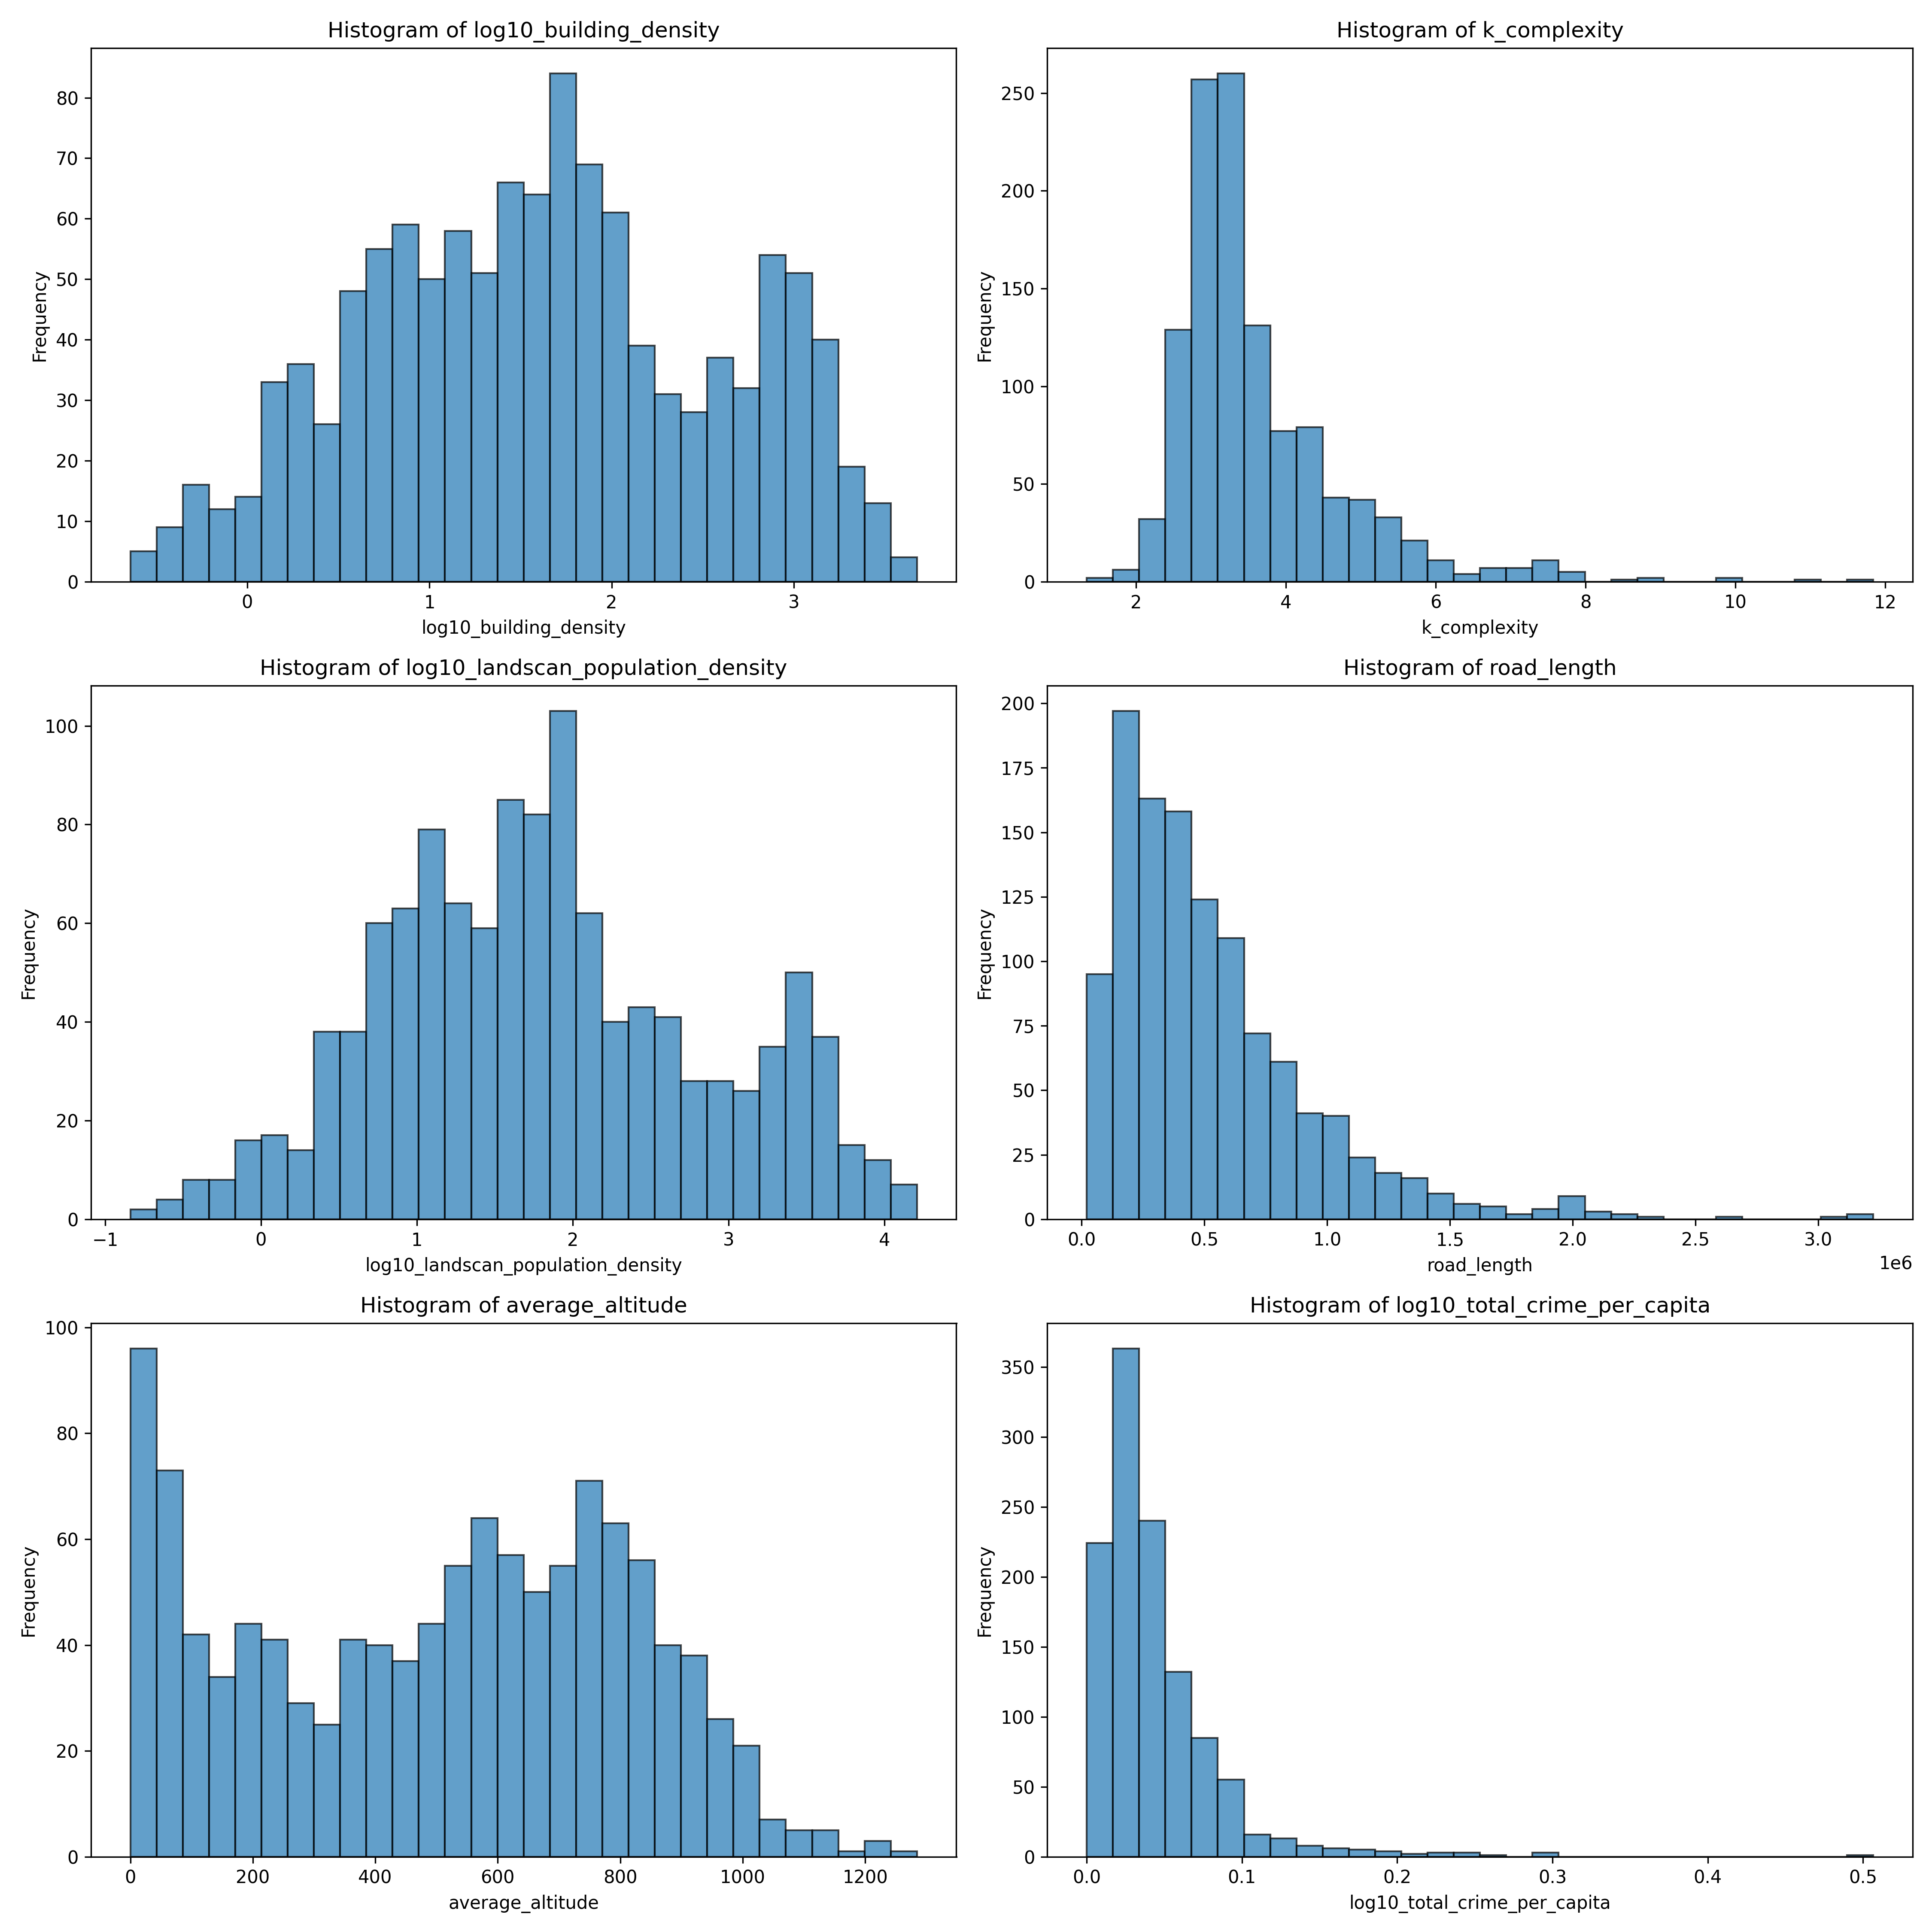 Histogram of log10_building_density
Frequency
80
70
60
50
40
30
20
10
0
0 1 2 3
log10_building_density
Histogram of k_complexity
Frequency
250
200
150
100
50
0
2 4 6 8 10 12
k_complexity
Histogram of log10_landscan_population_density
Frequency
100
80
60
40
20
0
−1 0 1 2 3 4
log10_landscan_population_density
Histogram of road_length
Frequency
200
175
150
125
100
75
50
25
0
0.0 0.5 1.0 1.5 2.0 2.5 3.0
1e6
road_length
Histogram of average_altitude
Frequency
100
80
60
40
20
0
0 200 400 600 800 1000 1200
average_altitude
Histogram of log10_total_crime_per_capita
Frequency
350
300
250
200
150
100
50
0
0.0 0.1 0.2 0.3 0.4 0.5
log10_total_crime_per_capita